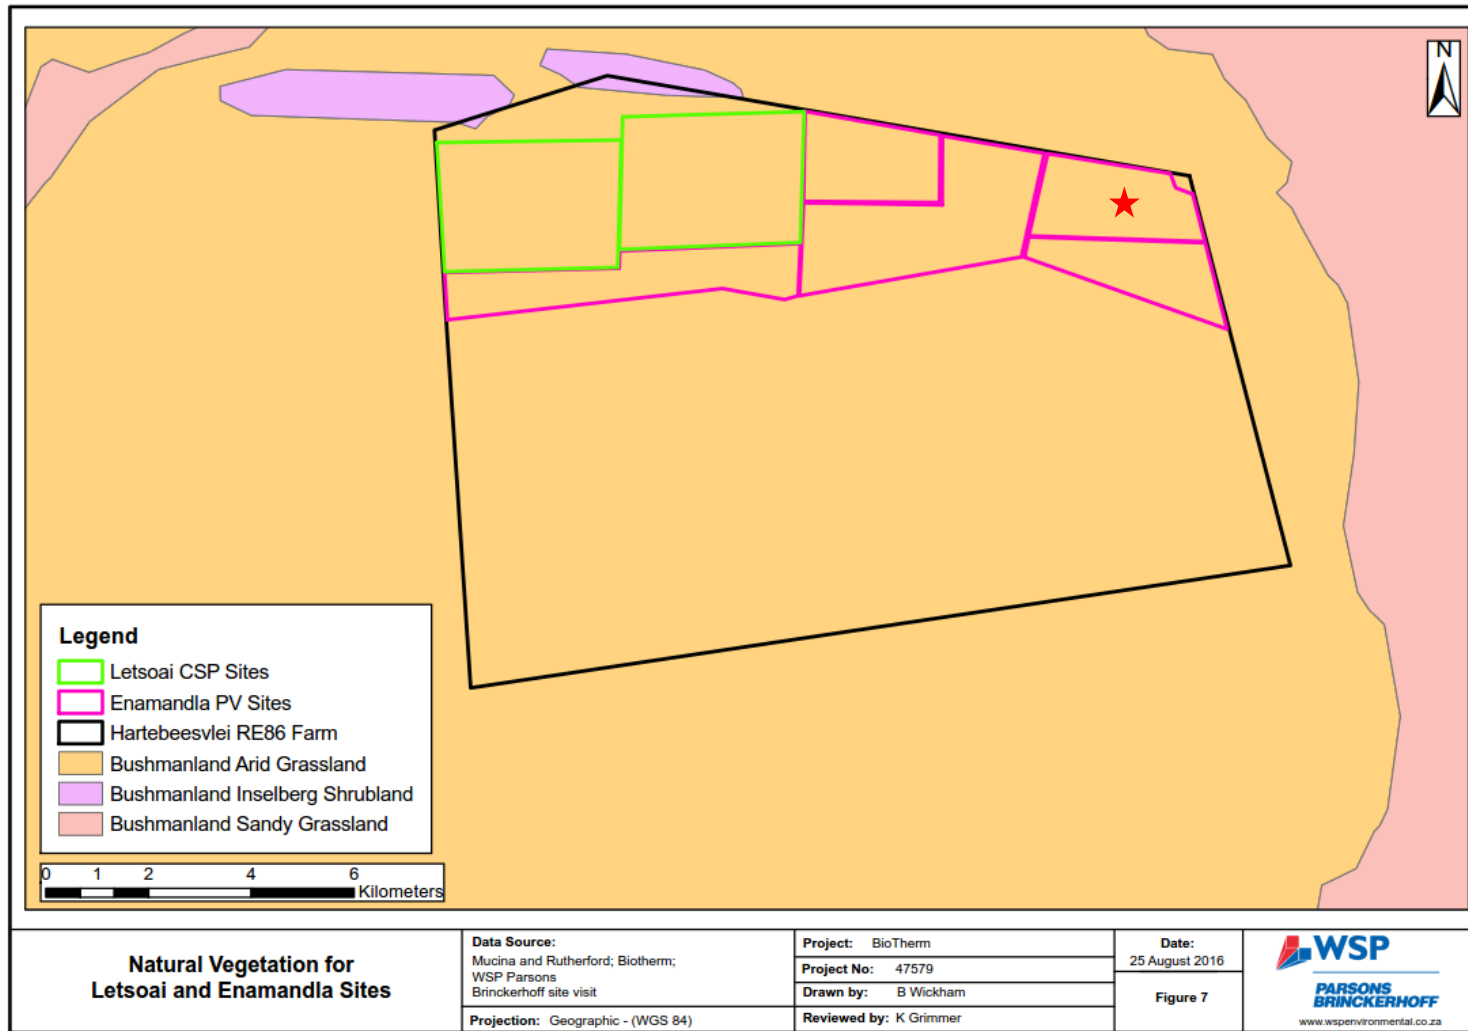 N
Legend
Letsoai CSP Sites
Enamandla PV Sites
Hartebeesvlei RE86 Farm
Bushmanland Arid Grassland
Bushmanland Inselberg Shrubland
Bushmanland Sandy Grassland
0 1 2 4 6
Kilometers
Natural Vegetation for
Letsoai and Enamandla Sites
Data Source:
Mucina and Rutherford; Biotherm;
WSP Parsons
Brinckerhoff site visit
Projection: Geographic - (WGS 84)
Project: BioTherm
Project No: 47579
Drawn by: B Wickham
Reviewed by: K Grimmer
Date:
25 August 2016
Figure 7
WSP
PARSONS
BRINCKERHOFF
www.wspenvironmental.co.za